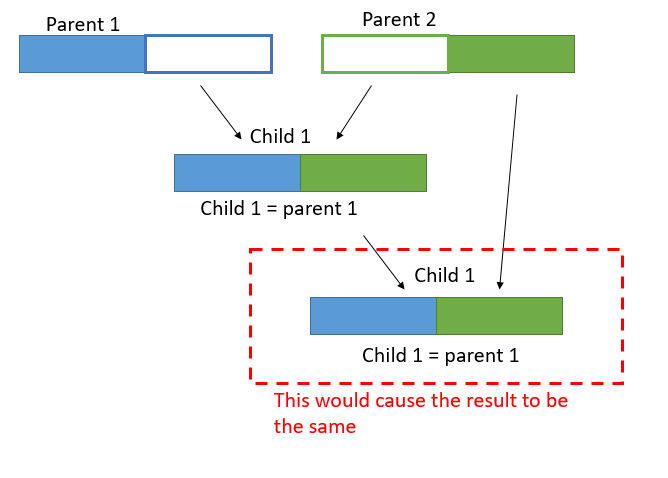 Parent 1
Parent 2
Child 1
Child 1 = parent 1
Child 1
Child 1 = parent 1
This would cause the result to be
the same